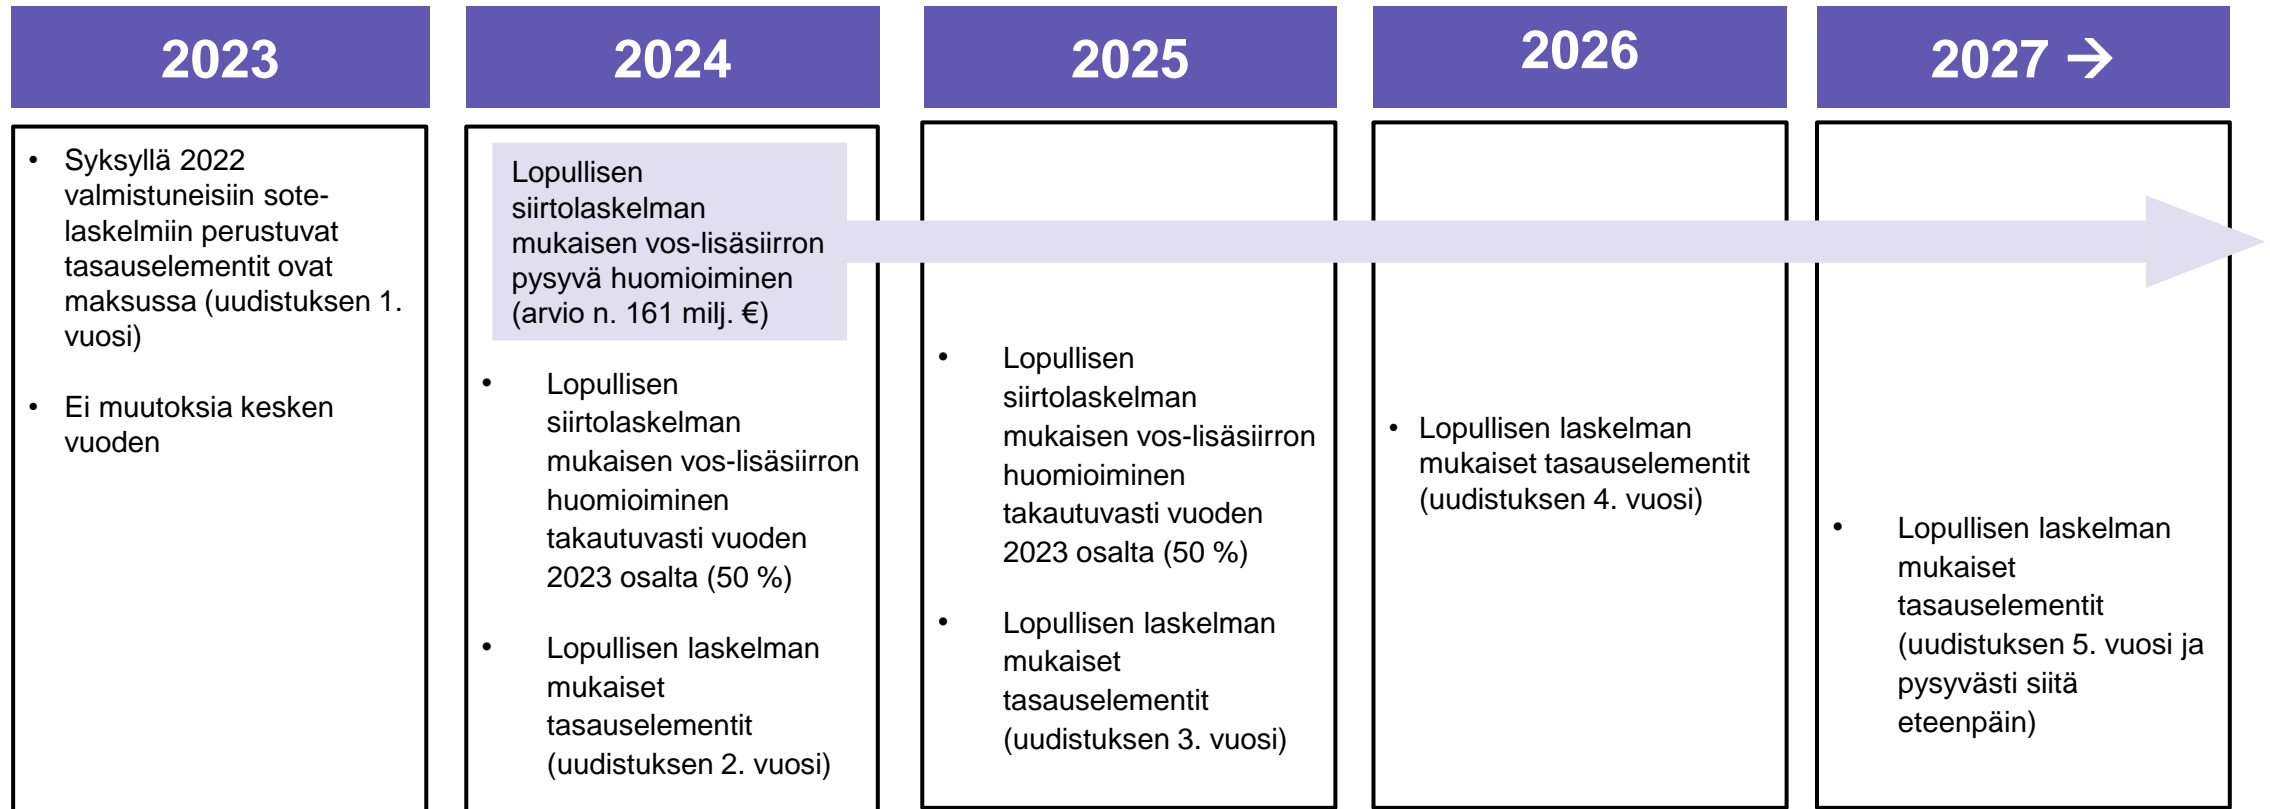 2023
• Syksyllä 2022
valmistuneisiin sote-
laskelmiin perustuvat
tasauselementit ovat
maksussa (uudistuksen 1.
vuosi)
• Ei muutoksia kesken
vuoden
2024
Lopullisen
siirtolaskelman
mukaisen vos-lisäsiirron
pysyvä huomioiminen
(arvio n. 161 milj. €)
• Lopullisen
siirtolaskelman
mukaisen vos-lisäsiirron
huomioiminen
takautuvasti vuoden
2023 osalta (50 %)
• Lopullisen laskelman
mukaiset
tasauselementit
(uudistuksen 2. vuosi)
2025
• Lopullisen
siirtolaskelman
mukaisen vos-lisäsiirron
huomioiminen
takautuvasti vuoden
2023 osalta (50 %)
• Lopullisen laskelman
mukaiset
tasauselementit
(uudistuksen 3. vuosi)
2026
• Lopullisen laskelman
mukaiset tasauselementit
(uudistuksen 4. vuosi)
2027 →
• Lopullisen laskelman
mukaiset
tasauselementit
(uudistuksen 5. vuosi ja
pysyvästi siitä
eteenpäin)